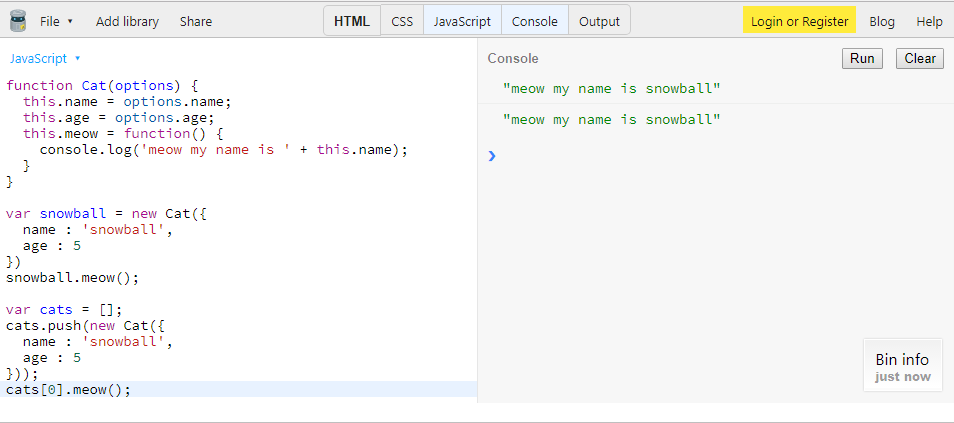 File ▾ Add library Share HTML CSS JavaScript Console Output Login or Register Blog Help
JavaScript ▾
function Cat(options) {
  this.name = options.name;
  this.age = options.age;
  this.meow = function() {
    console.log('meow my name is ' + this.name);
  }
}
var snowball = new Cat({
  name : 'snowball',
  age : 5
})
snowball.meow();
var cats = [];
cats.push(new Cat({
  name : 'snowball',
  age : 5
}));
cats[0].meow();
Console Run Clear
"meow my name is snowball"
"meow my name is snowball"
❯
Bin info
just now